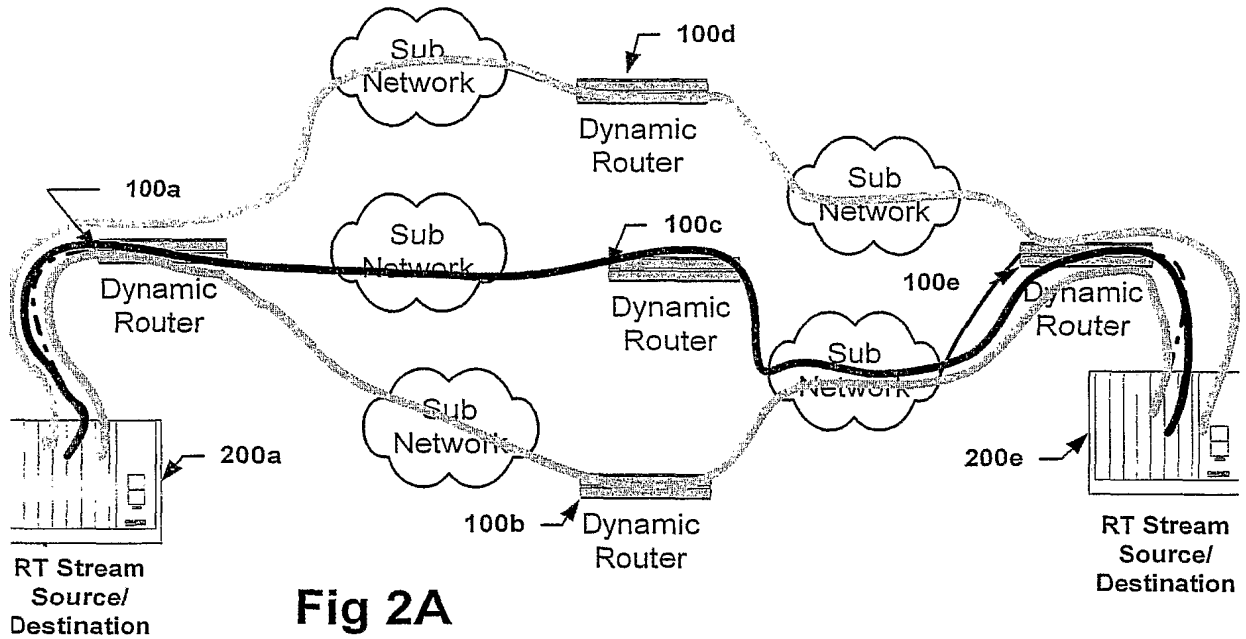 Sub
Network
100d
Dynamic
Router
Sub
Network
100a
Sub
Network
100c
Dynamic
Router
Dynamic
Router
100e
Dynamic
Router
Sub
Network
Sub
Network
200a
100b
Dynamic
Router
200e
RT Stream
Source/
Destination
RT Stream
Source/
Destination
Fig 2A